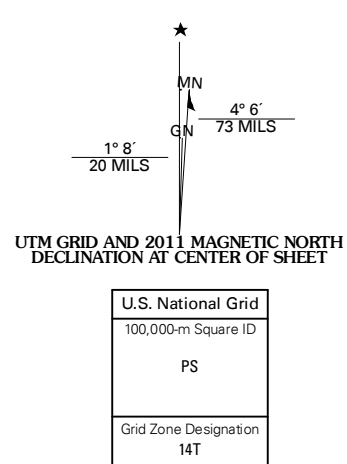 MN
4° 6´
GN
73 MILS
1° 8´
20 MILS
UTM GRID AND 2011 MAGNETIC NORTH
DECLINATION AT CENTER OF SHEET
U.S. National Grid
100,000-m Square ID
PS
Grid Zone Designation
14T